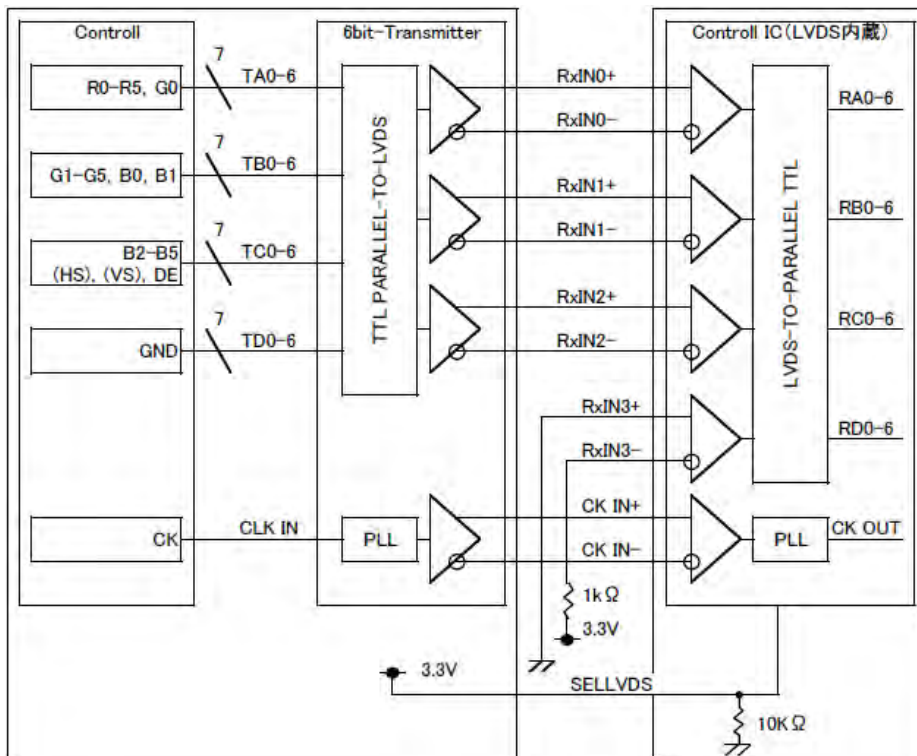 Controll
6bit-Transmitter
Controll IC(LVDS内蔵)
7
R0-R5, G0
TA0-6
RxIN0+
RA0-6
RxIN0-
7
G1-G5, B0, B1
TB0-6
RxIN1+
RB0-6
RxIN1-
7
B2-B5
(HS), (VS), DE
TC0-6
RxIN2+
RC0-6
7
GND
TD0-6
RxIN2-
TTL PARALLEL-TO-LVDS
LVDS-TO-PARALLEL TTL
RxIN3+
RD0-6
RxIN3-
CK
CLK IN
PLL
CK IN+
CK IN-
PLL
CK OUT
1kΩ
3.3V
3.3V
SELLVDS
10KΩ